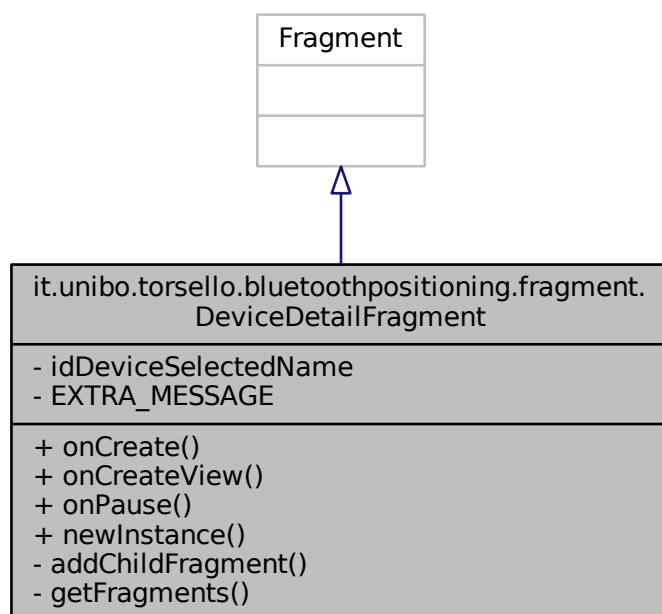 Fragment
it.unibo.torsello.bluetoothpositioning.fragment.
DeviceDetailFragment
- idDeviceSelectedName
- EXTRA_MESSAGE
+ onCreate()
+ onCreateView()
+ onPause()
+ newInstance()
- addChildFragment()
- getFragments()